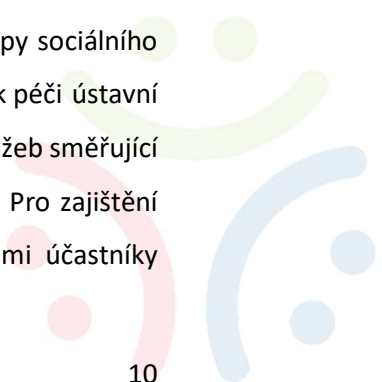 py sociálního
k péči ústavní
žeb směřující
Pro zajištění
mi účastníky
10